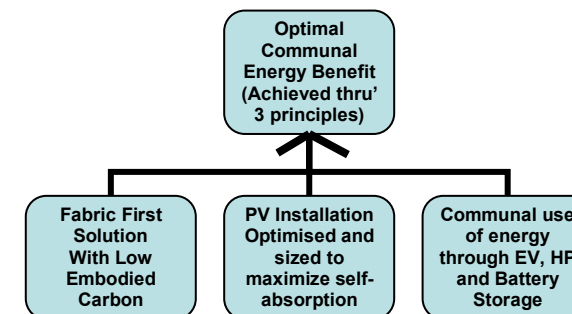 Optimal
Communal
Energy Benefit
(Achieved thru'
3 principles)
Fabric First
Solution
With Low
Embodied
Carbon
PV Installation
Optimised and
sized to
maximize self-
absorption
Communal use
of energy
through EV, HP
and Battery
Storage